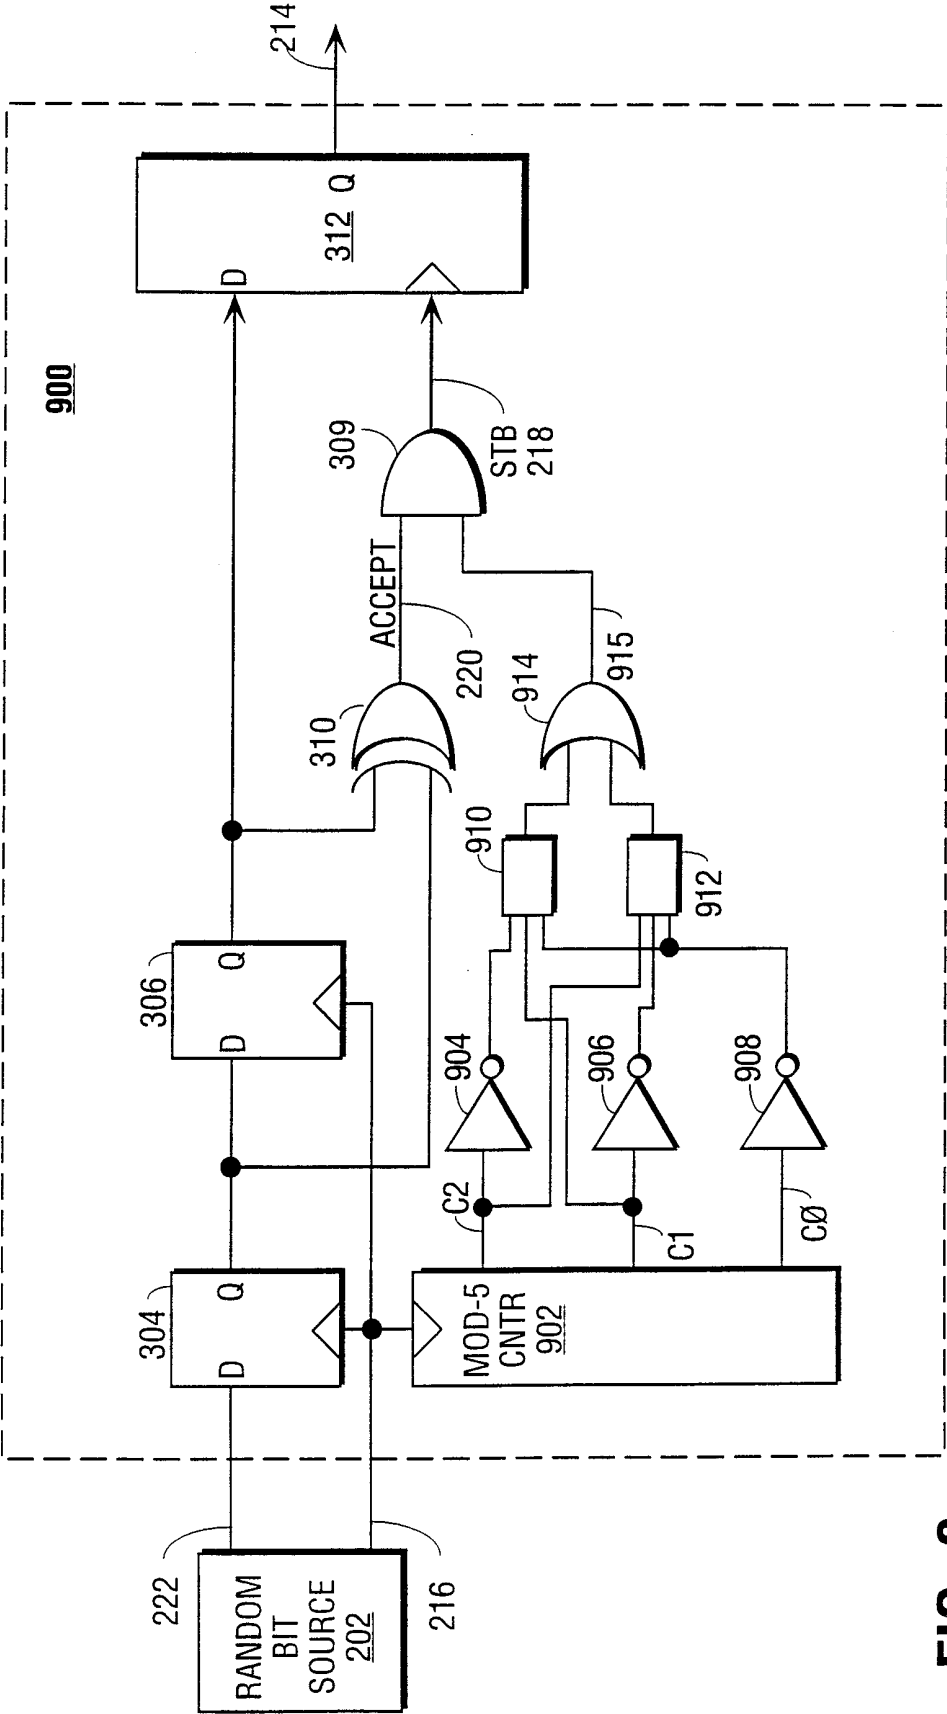 900
RANDOM
BIT
SOURCE
202
222
216
304
D
Q
306
D
Q
310
ACCEPT
220
309
STB
218
D
312
Q
214
MOD-5
CNTR
902
C2
C1
CØ
904
906
908
910
912
914
915